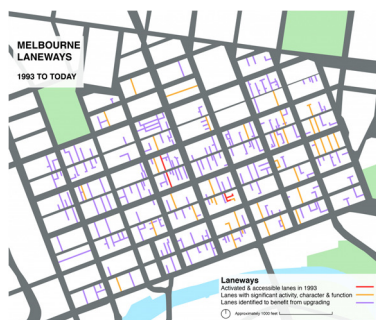 MELBOURNE
LANEWAYS
1993 TO TODAY
Laneways
Activated & accessible lanes in 1993
Lanes with significant activity, character & function
Lanes identified to benefit from upgrading
Approximately 1000 feet